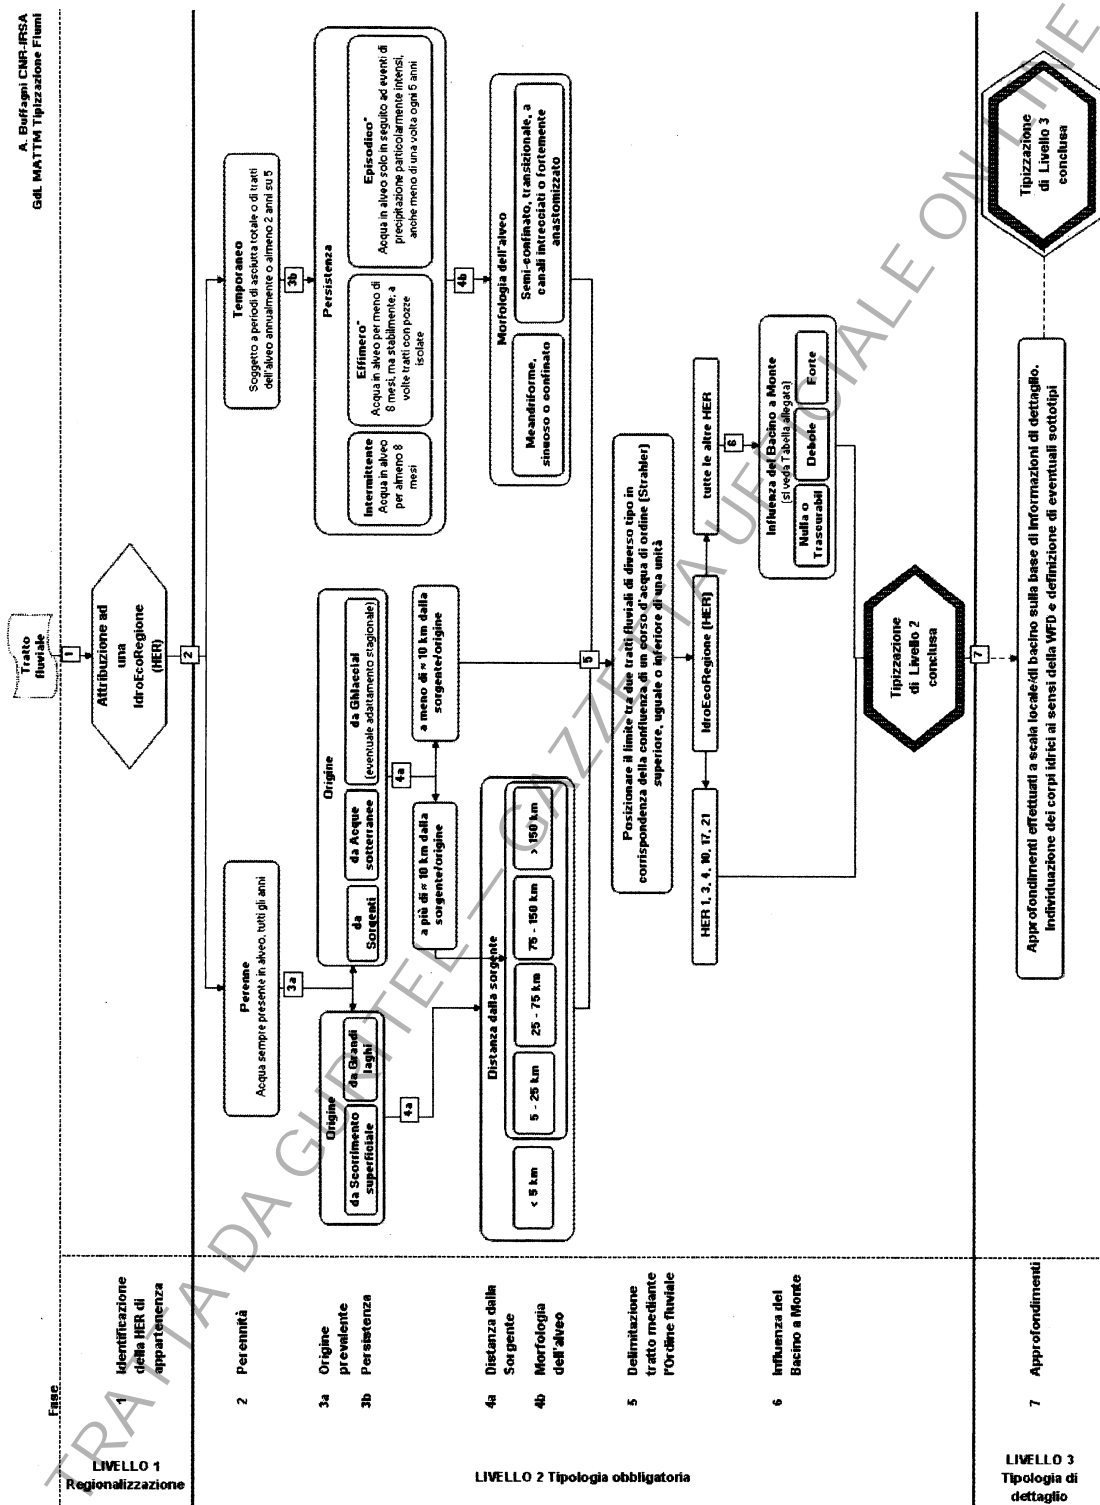 A. Buffagni CNR-IRSA
GdL MATTM Tipizzazione Fiumi
Fase
LIVELLO 1
Regionalizzazione
1 Identificazione
della HER di
appartenenza
Tratto
fluviale
1
Attribuzione ad
una
IdroEcoRegione
(HER)
2
LIVELLO 2 Tipologia obbligatoria
2 Perennità
Perenne
Acqua sempre presente in alveo, tutti gli anni
Temporaneo
Soggetto a periodi di asciutta totale o di tratti
dell'alveo annualmente o almeno 2 anni su 5
3a
3b
3a Origine
prevalente
3b Persistenza
Origine
da Scorrimento
superficiale
da Grandi
laghi
Origine
da
Sorgenti
da Acque
sotterranee
da Ghiacciai
(eventuale adattamento stagionale)
Persistenza
Intermittente
Acqua in alveo
per almeno 8
mesi
Effimero*
Acqua in alveo per meno di
8 mesi, ma stabilmente; a
volte tratti con pozze
isolate
Episodico*
Acqua in alveo solo in seguito ad eventi di
precipitazione particolarmente intensi,
anche meno di una volta ogni 5 anni
4a
4a
4b
a più di ≈ 10 km dalla
sorgente/origine
a meno di ≈ 10 km dalla
sorgente/origine
4a Distanza dalla
Sorgente
4b Morfologia
dell'alveo
Distanza dalla sorgente
< 5 km
5 - 25 km
25 - 75 km
75 - 150 km
> 150 km
Morfologia dell'alveo
Meandriforme,
sinuoso o confinato
Semi-confinato, transizionale, a
canali intrecciati o fortemente
anastomizzato
5
5 Delimitazione
tratto mediante
l'Ordine fluviale
Posizionare il limite tra due tratti fluviali di diverso tipo in
corrispondenza della confluenza di un corso d'acqua di ordine (Strahler)
superiore, uguale o inferiore di una unità
HER 1, 3, 4, 10, 17, 21
IdroEcoRegione (HER)
tutte le altre HER
6
6 Influenza del
Bacino a Monte
Influenza del Bacino a Monte
(si veda Tabella allegata)
Nulla o
Trascurabil
Debole
Forte
Tipizzazione
di Livello 2
conclusa
7
LIVELLO 3
Tipologia di
dettaglio
7 Approfondimenti
Approfondimenti effettuati a scala locale/di bacino sulla base di informazioni di dettaglio.
Individuazione dei corpi idrici ai sensi della WFD e definizione di eventuali sottotipi
Tipizzazione
di Livello 3
conclusa
TRATTA DA GURITEL — GAZZETTA UFFICIALE ON-LINE